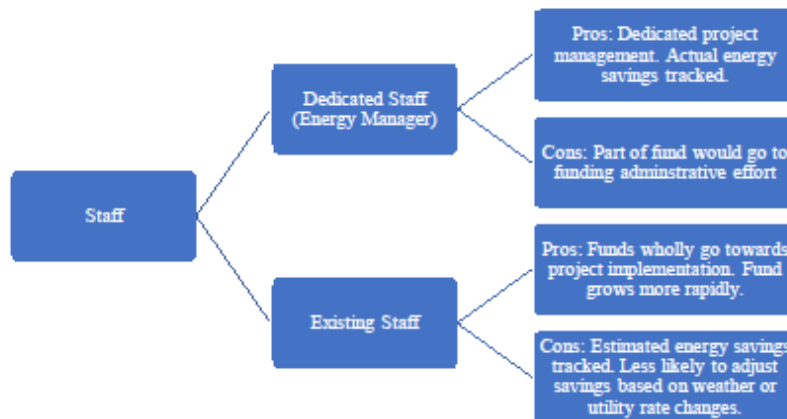 Staff
Dedicated Staff
(Energy Manager)
Pros: Dedicated project
management. Actual energy
savings tracked.
Cons: Part of fund would go to
funding adminstrative effort
Existing Staff
Pros: Funds wholly go towards
project implementation. Fund
grows more rapidly.
Cons: Estimated energy savings
tracked. Less likely to adjust
savings based on weather or
utility rate changes.